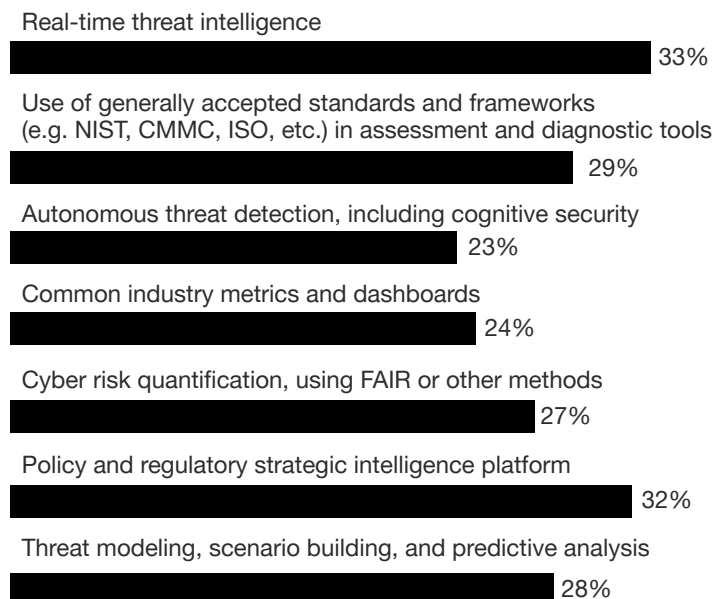 Real-time threat intelligence
33%
Use of generally accepted standards and frameworks
(e.g. NIST, CMMC, ISO, etc.) in assessment and diagnostic tools
29%
Autonomous threat detection, including cognitive security
23%
Common industry metrics and dashboards
24%
Cyber risk quantification, using FAIR or other methods
27%
Policy and regulatory strategic intelligence platform
32%
Threat modeling, scenario building, and predictive analysis
28%